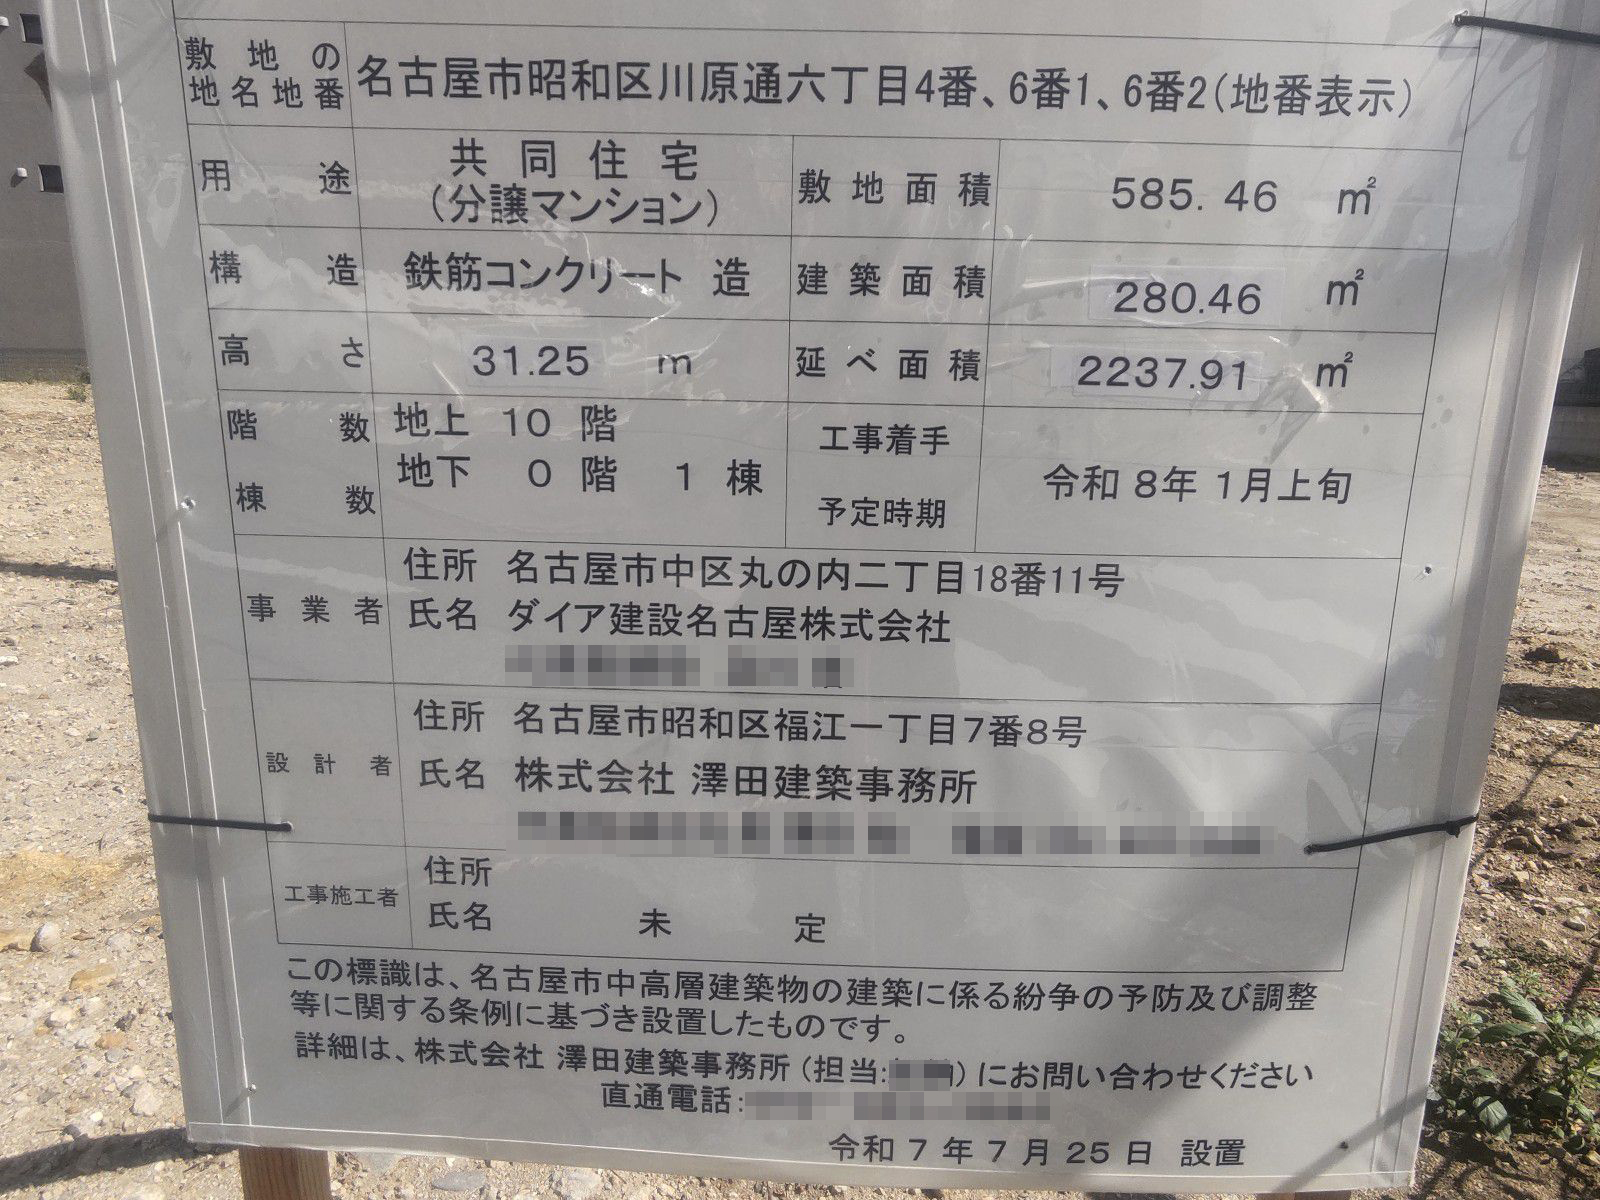 敷地の
地名地番
名古屋市昭和区川原通六丁目4番、6番1、6番2(地番表示)
用途
共同住宅
(分譲マンション)
敷地面積
585.46 ㎡
構造
鉄筋コンクリート 造
建築面積
280.46 ㎡
高さ
31.25 m
延べ面積
2237.91 ㎡
階数
棟数
地上 10 階
地下 0 階 1 棟
工事着手
予定時期
令和 8年 1月上旬
事業者
住所 名古屋市中区丸の内二丁目18番11号
氏名 ダイア建設名古屋株式会社
設計者
住所 名古屋市昭和区福江一丁目7番8号
氏名 株式会社 澤田建築事務所
工事施工者
住所
氏名 未定
この標識は、名古屋市中高層建築物の建築に係る紛争の予防及び調整
等に関する条例に基づき設置したものです。
詳細は、株式会社 澤田建築事務所 (担当: ) にお問い合わせください
直通電話:
令和 7 年 7 月 25 日 設置